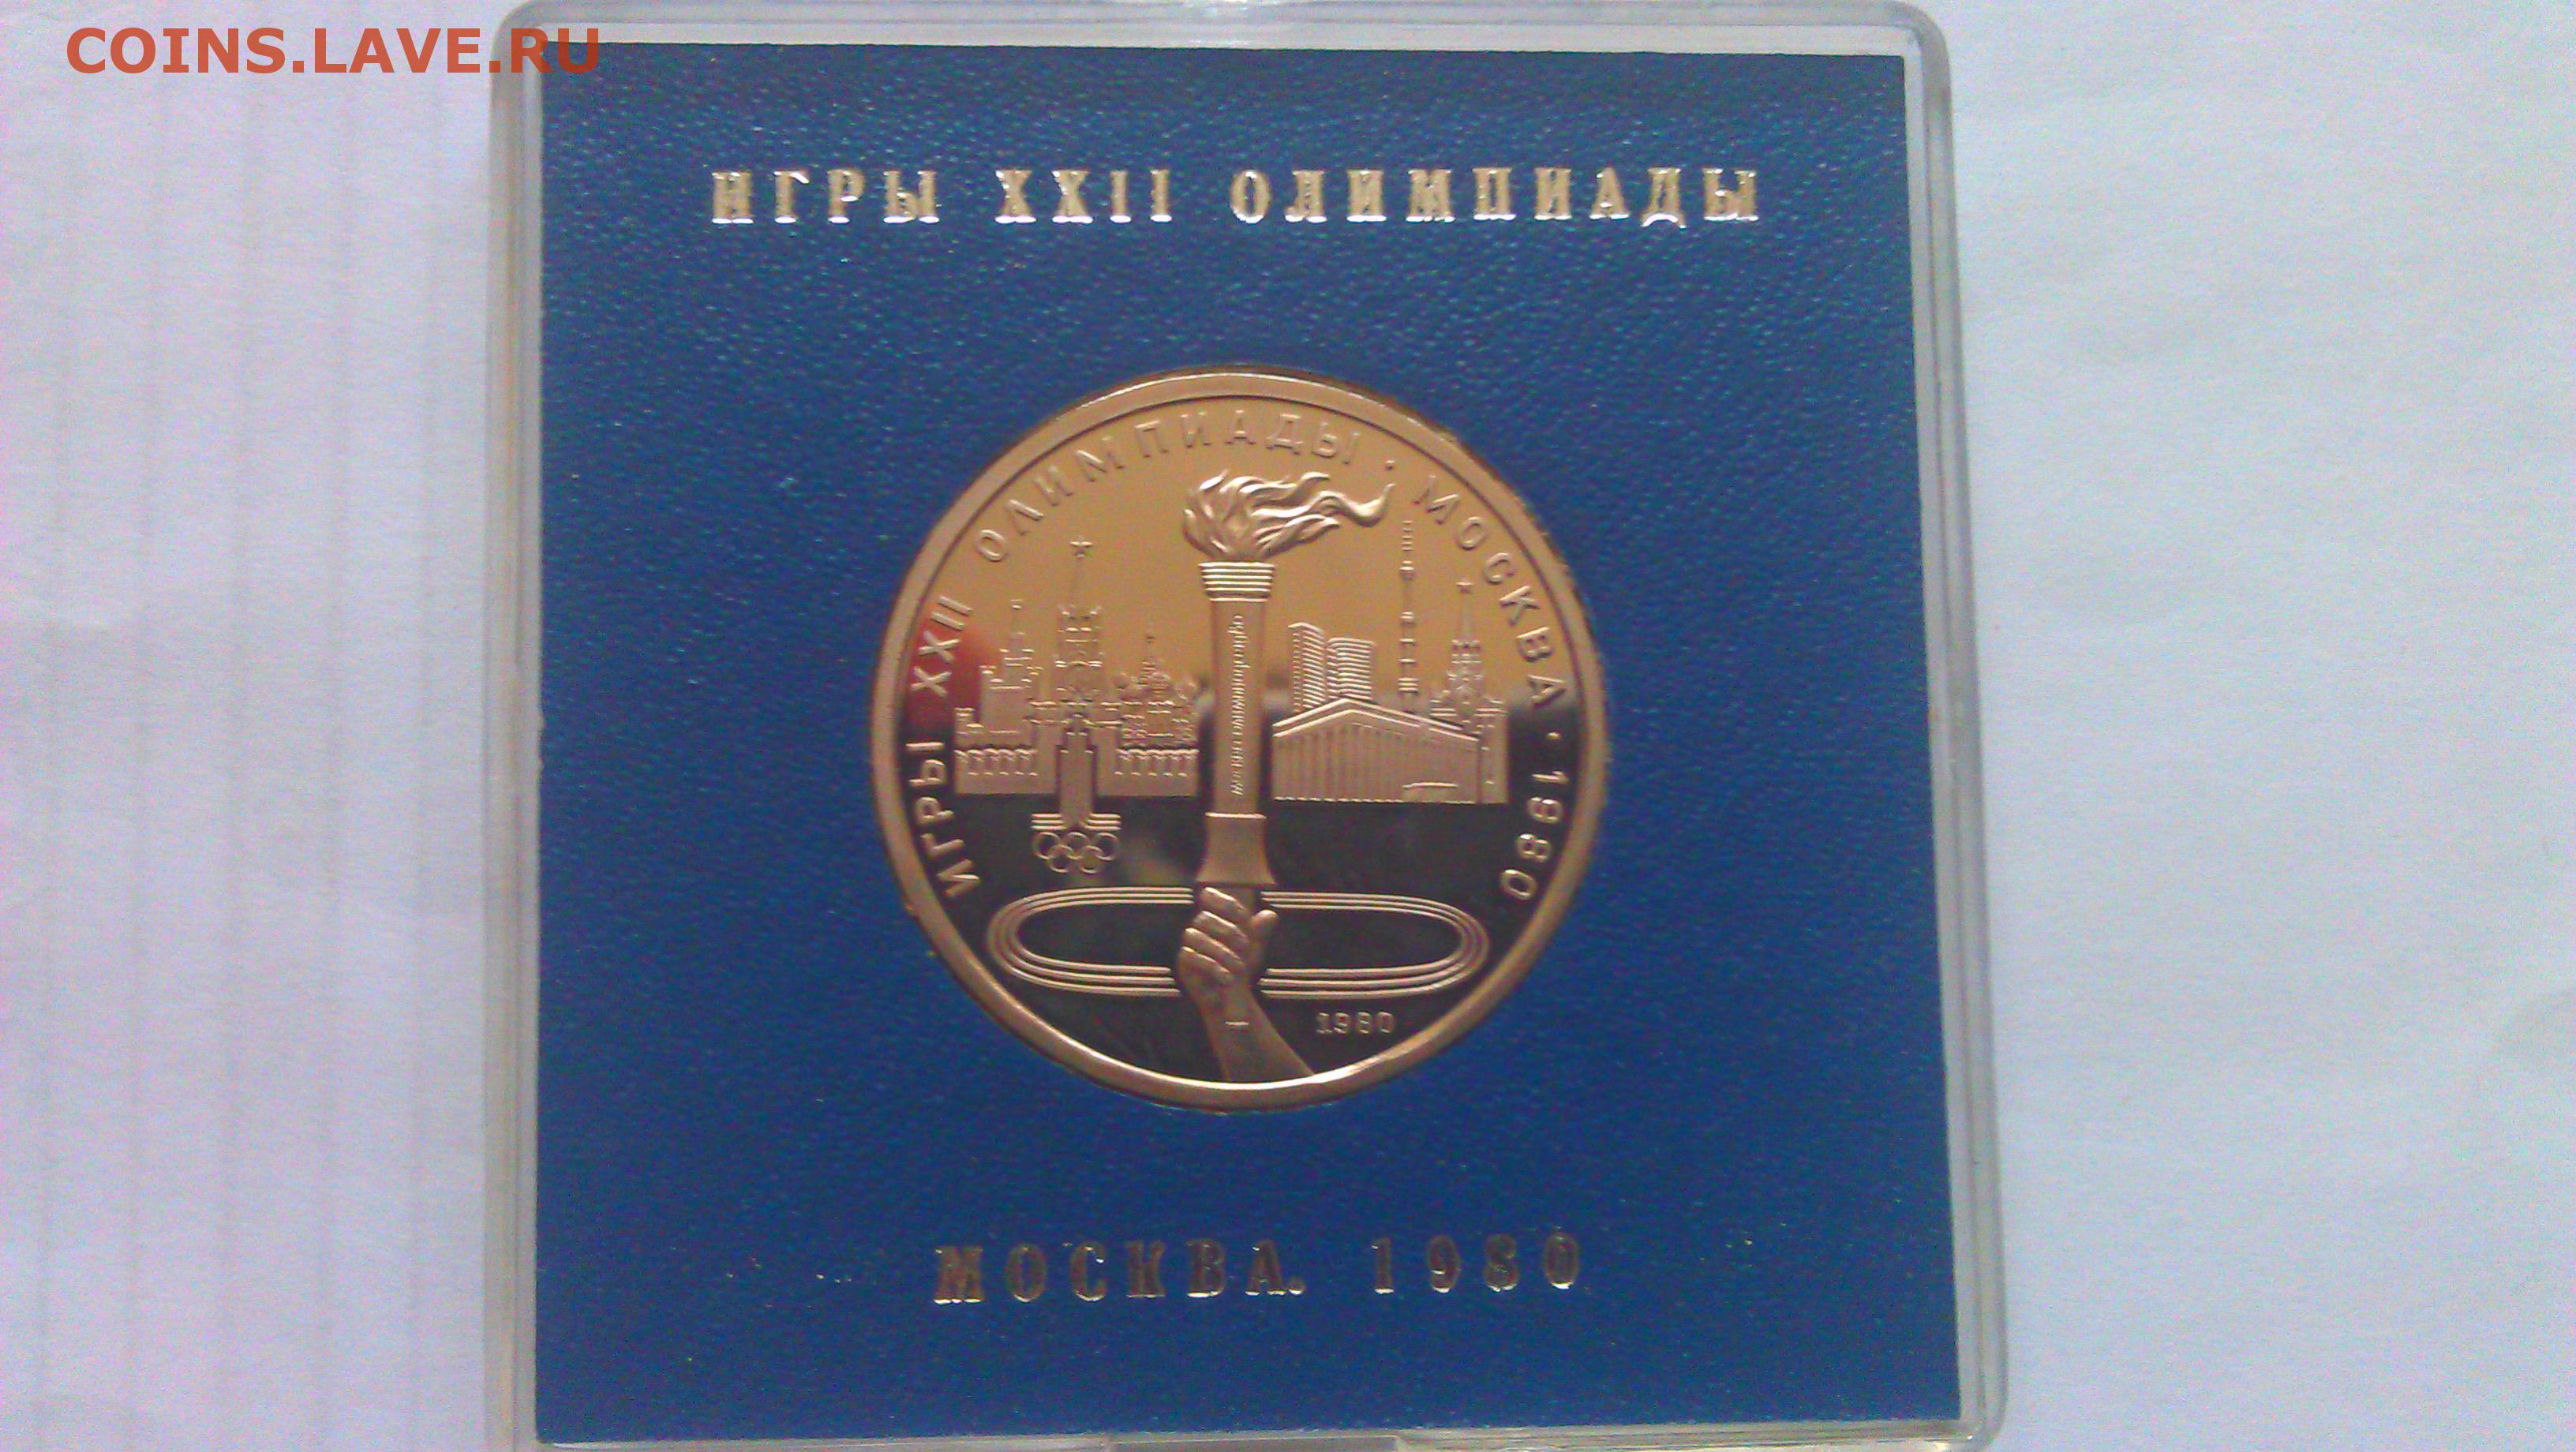 COINS.LAVE.RU
ИГРЫ XXII ОЛИМПИАДЫ
ИГРЫ XXII ОЛИМПИАДЫ · МОСКВА · 1980
1980
МОСКВА. 1980